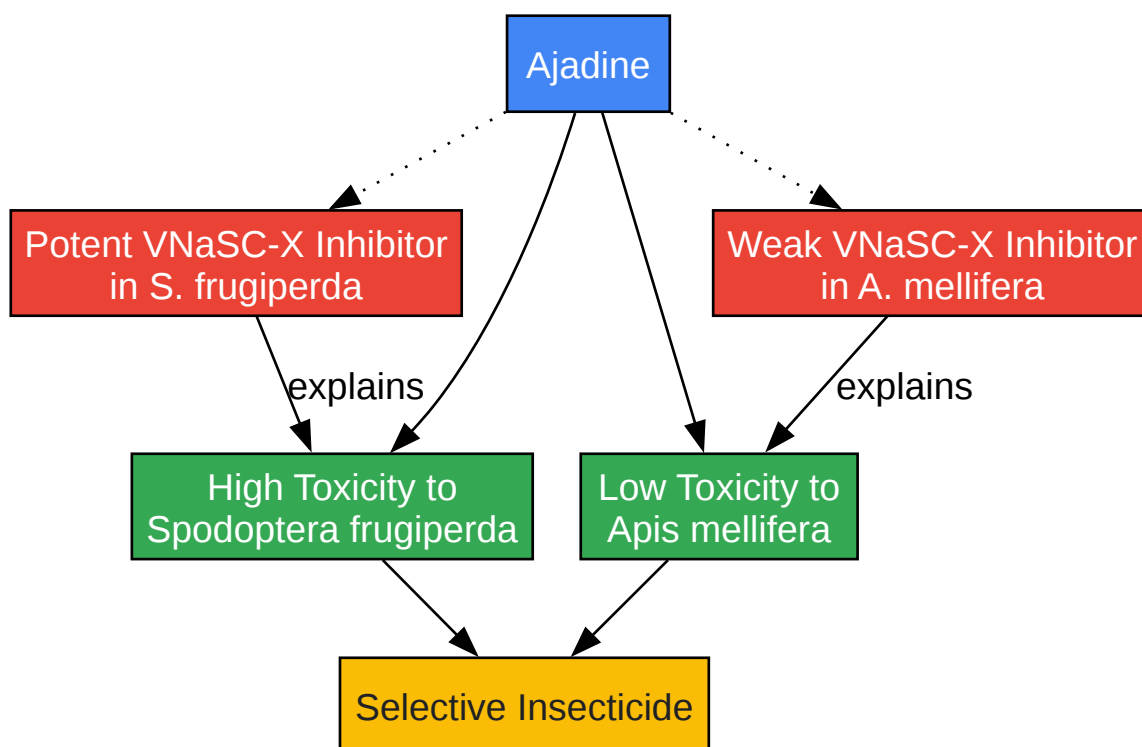 Ajadine
Potent VNaSC-X Inhibitor
in S. frugiperda
Weak VNaSC-X Inhibitor
in A. mellifera
explains
explains
High Toxicity to
Spodoptera frugiperda
Low Toxicity to
Apis mellifera
Selective Insecticide